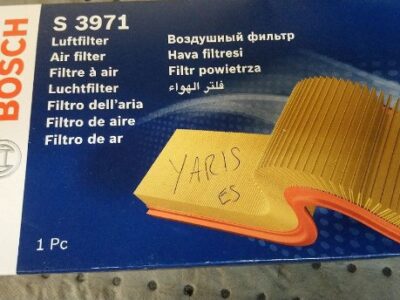 BOSCH
S 3971
Luftfilter
Air filter
Filtre à air
Luchtfilter
Filtro dell'aria
Filtro de aire
Filtro de ar
Воздушный фильтр
Hava filtresi
Filtr powietrza
فلتر الهواء
YARIS
ES
1 Pc